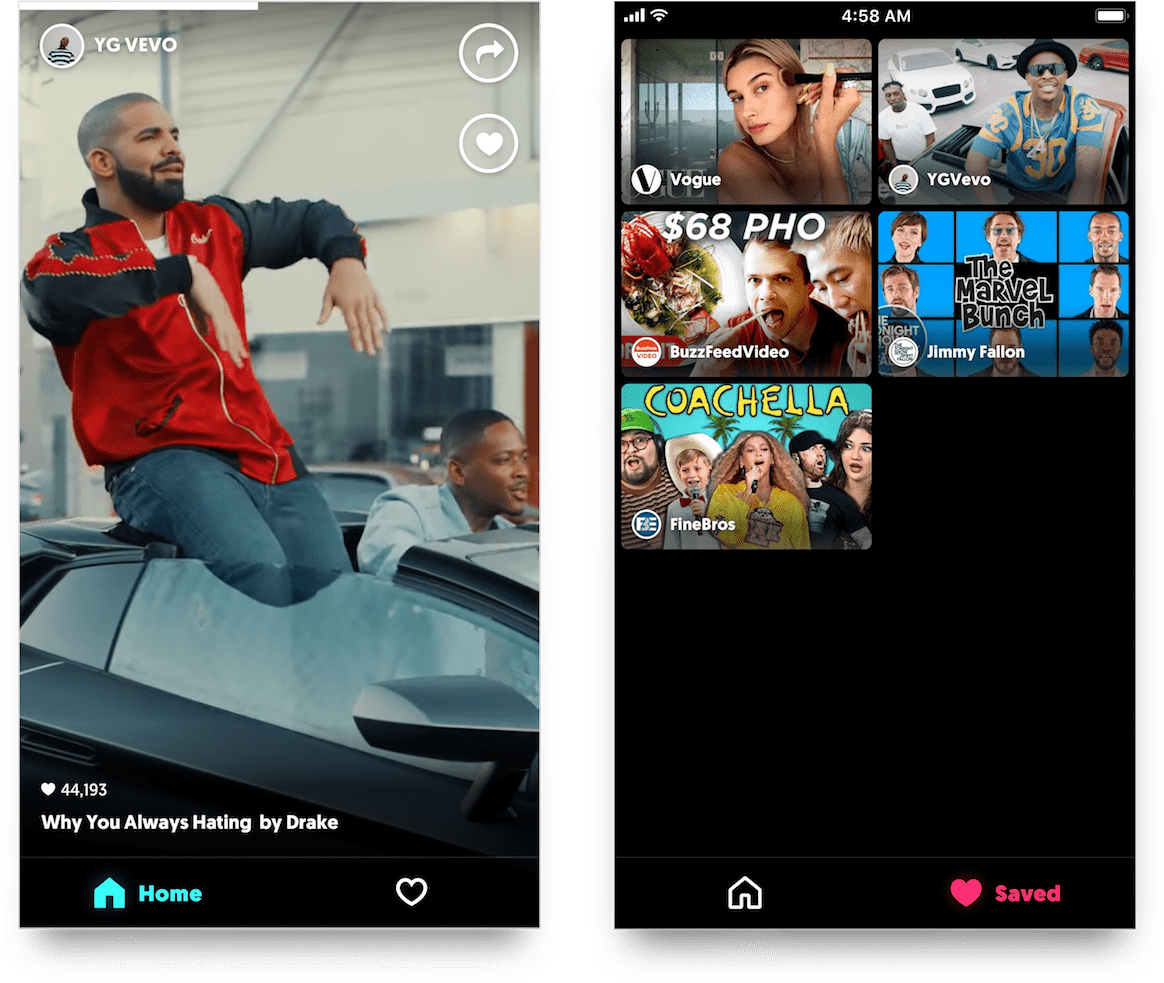 YG VEVO
44,193
Why You Always Hating by Drake
Home
4:58 AM
Vogue
YGVevo
30
$68 PHO
BuzzFeed
VIDEO
BuzzFeedVideo
The
Marvel
Bunch
Jimmy Fallon
COACHELLA
FineBros
Saved